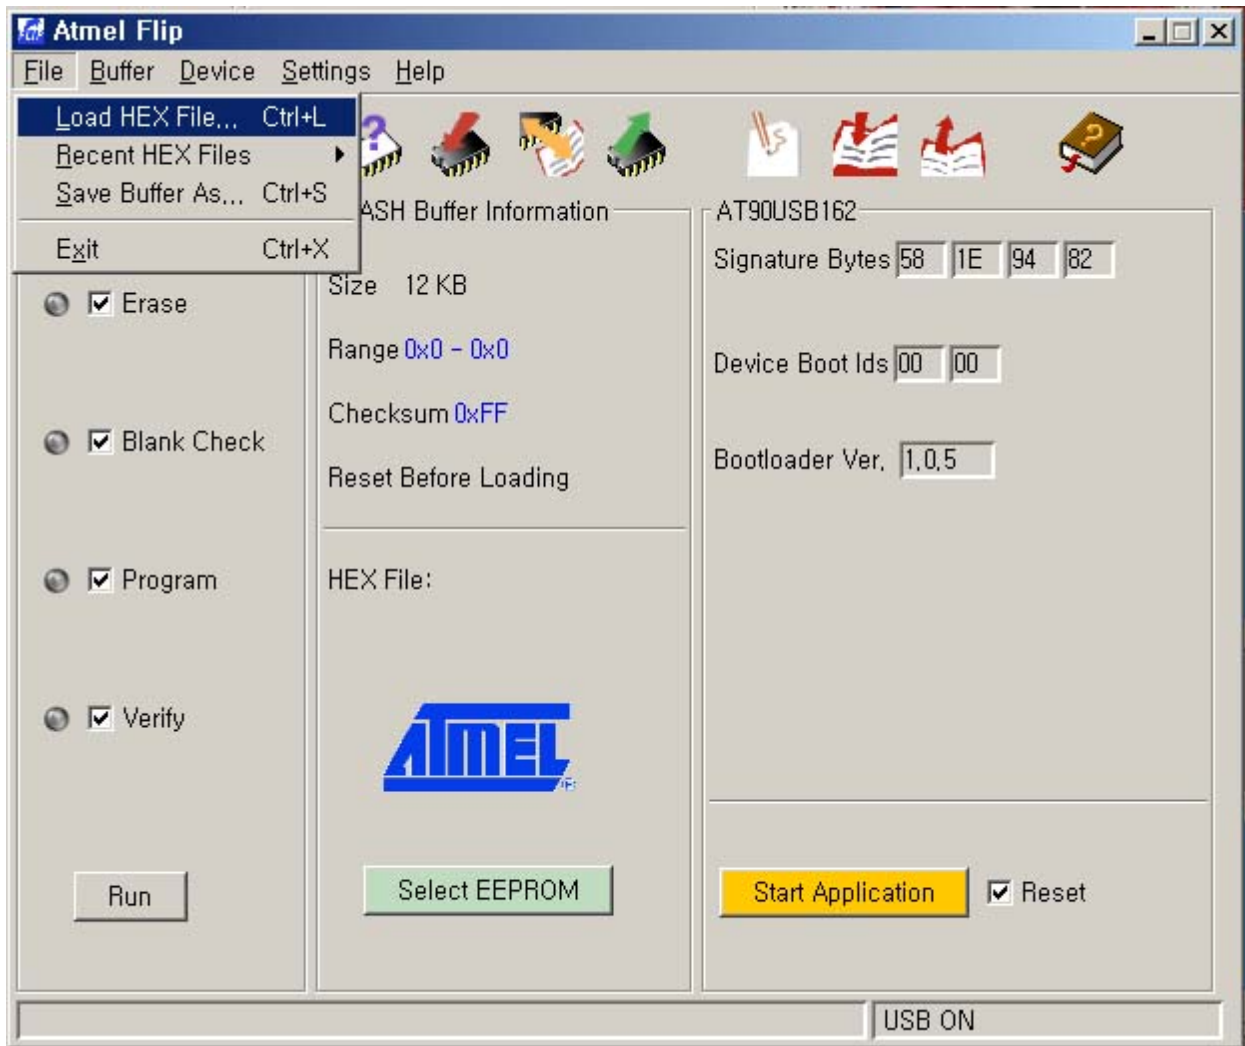 Atmel Flip
File Buffer Device Settings Help
Load HEX File... Ctrl+L
Recent HEX Files
Save Buffer As... Ctrl+S
Exit Ctrl+X
ASH Buffer Information
Size 12 KB
Range 0x0 - 0x0
Checksum 0xFF
Reset Before Loading
HEX File:
ATMEL
Select EEPROM
Erase
Blank Check
Program
Verify
Run
AT90USB162
Signature Bytes 58 1E 94 82
Device Boot Ids 00 00
Bootloader Ver, 1,0,5
Start Application Reset
USB ON